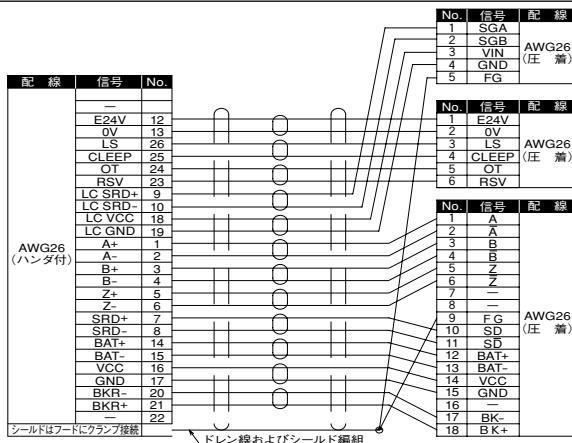 配 線 信号 No.
—
E24V 12
0V 13
LS 26
CLEEP 25
OT 24
RSV 23
LC SRD+ 9
LC SRD- 10
LC VCC 18
LC GND 19
A+ 1
A- 2
B+ 3
B- 4
Z+ 5
Z- 6
SRD+ 7
SRD- 8
BAT+ 14
BAT- 15
VCC 16
GND 17
BKR- 20
BKR+ 21
— 22
AWG26
(ハンダ付)
シールドはフードにクランプ接続
ドレン線およびシールド編組
No. 信号 配 線
1 SGA
2 SGB
3 VIN
4 GND
5 FG
AWG26
(圧 着)
No. 信号 配 線
1 E24V
2 0V
3 LS
4 CLEEP
5 OT
6 RSV
AWG26
(圧 着)
No. 信号 配 線
1 A
2 A̅
3 B
4 B̅
5 Z
6 Z̅
7 —
8 —
9 FG
10 SD
11 S̅D̅
12 BAT+
13 BAT-
14 VCC
15 GND
16 —
17 BK-
18 BK+
AWG26
(圧 着)